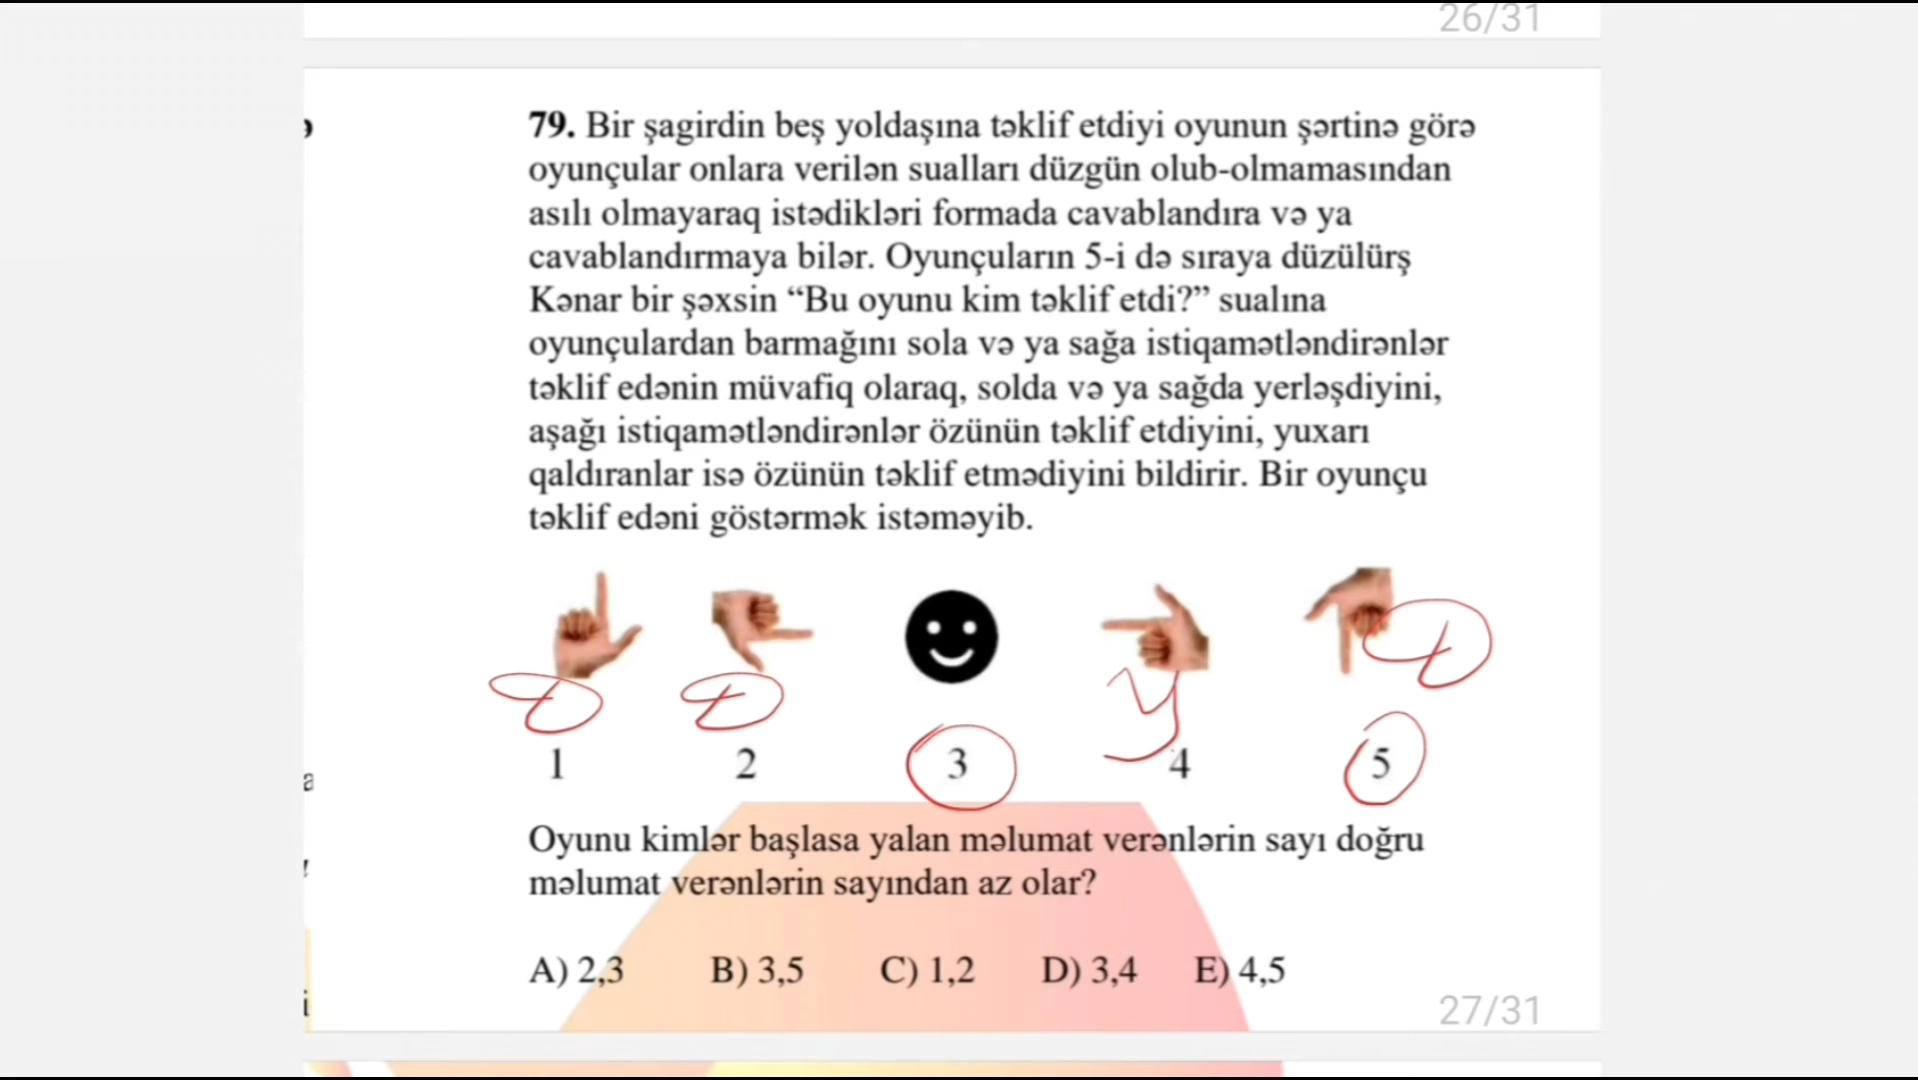 26/31
79. Bir şagirdin beş yoldaşına təklif etdiyi oyunun şərtinə görə
oyunçular onlara verilən sualları düzgün olub-olmamasından
asılı olmayaraq istədikləri formada cavablandıra və ya
cavablandırmaya bilər. Oyunçuların 5-i də sıraya düzülürş
Kənar bir şəxsin “Bu oyunu kim təklif etdi?” sualına
oyunçulardan barmağını sola və ya sağa istiqamətləndirənlər
təklif edənin müvafiq olaraq, solda və ya sağda yerləşdiyini,
aşağı istiqamətləndirənlər özünün təklif etdiyini, yuxarı
qaldıranlar isə özünün təklif etmədiyini bildirir. Bir oyunçu
təklif edəni göstərmək istəməyib.
D D y D
1 2 3 4 5
Oyunu kimlər başlasa yalan məlumat verənlərin sayı doğru
məlumat verənlərin sayından az olar?
A) 2,3 B) 3,5 C) 1,2 D) 3,4 E) 4,5
27/31